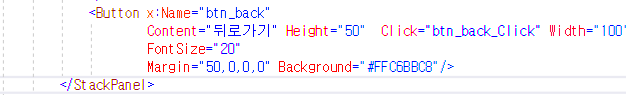 <Button x:Name="btn_back"
Content="뒤로가기" Height="50" Click="btn_back_Click" Width="100"
FontSize="20"
Margin="50,0,0,0" Background="#FFC6BBC8"/>
</StackPanel>